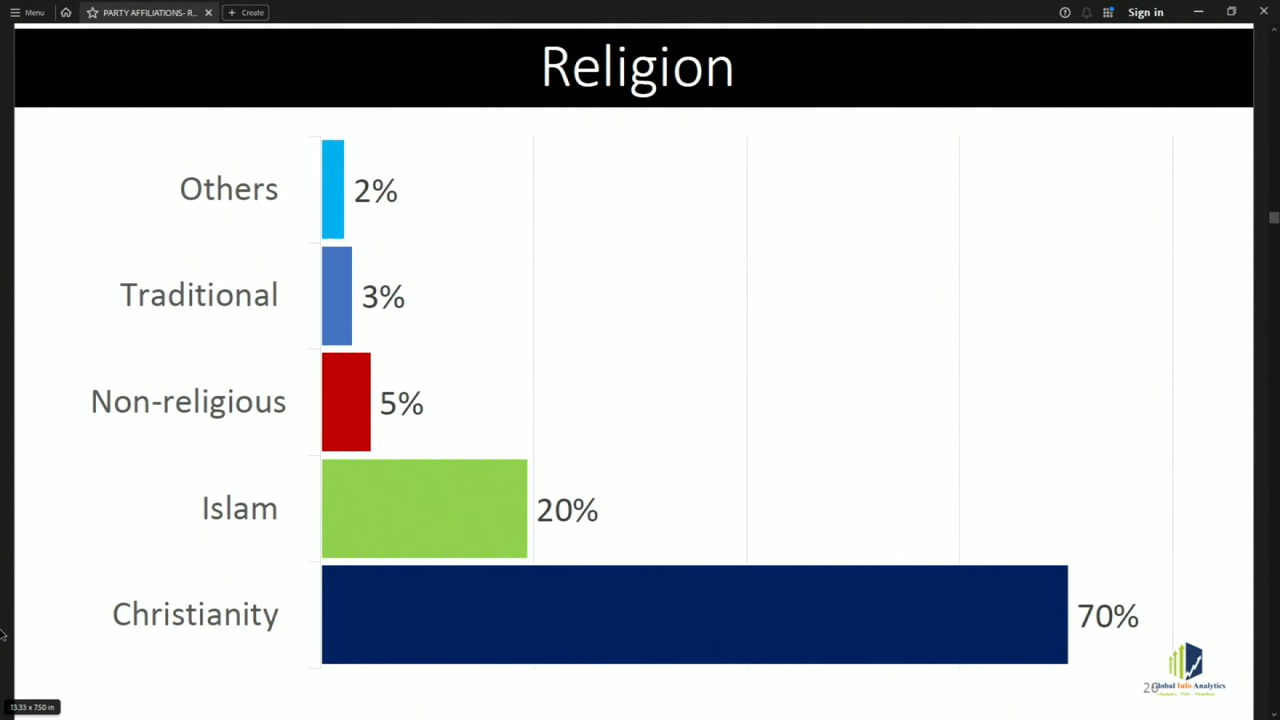 Menu
PARTY AFFILIATIONS- R...
Create
Sign in
Religion
Others
2%
Traditional
3%
Non-religious
5%
Islam
20%
Christianity
70%
Global Info Analytics
13.33 x 7.50 in